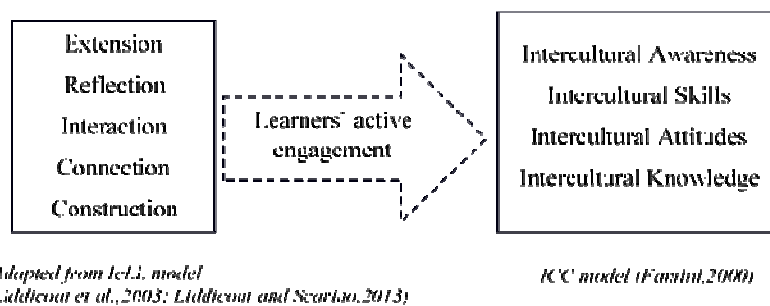 Extension
Reflection
Interaction
Connection
Construction
Learners' active
engagement
Intercultural Awareness
Intercultural Skills
Intercultural Attitudes
Intercultural Knowledge
Adapted from IcLL model
Liddicoat et al.,2003; Liddicoat and Scarino,2013)
ICC model (Fantini,2000)